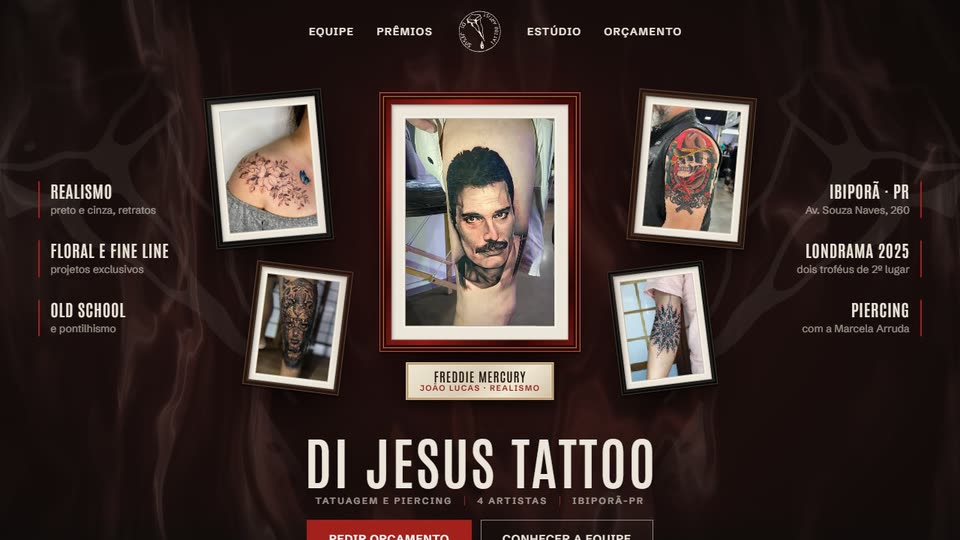 EQUIPE
PRÊMIOS
ESTÚDIO
ORÇAMENTO
REALISMO
preto e cinza, retratos
FLORAL E FINE LINE
projetos exclusivos
OLD SCHOOL
e pontilhismo
IBIPORÃ · PR
Av. Souza Naves, 260
LONDRAMA 2025
dois troféus de 2º lugar
PIERCING
com a Marcela Arruda
FREDDIE MERCURY
JOÃO LUCAS · REALISMO
DI JESUS TATTOO
TATUAGEM E PIERCING
4 ARTISTAS
IBIPORÃ-PR
PEDIR ORÇAMENTO
CONHECER A EQUIPE